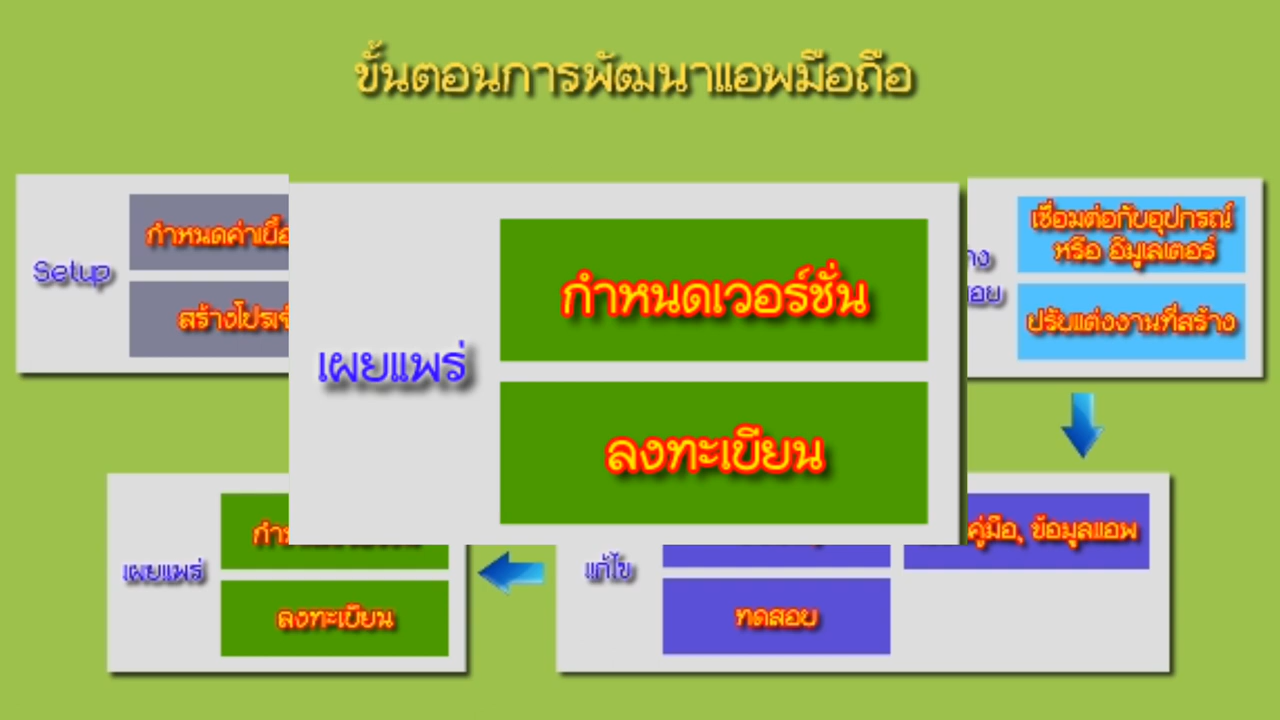 ขั้นตอนการพัฒนาแอพมือถือ
Setup
กำหนดค่าเบื้อ
สร้างโปรเจ
เผยแพร่
กำหนดเวอร์ชั่น
ลงทะเบียน
เชื่อมต่อกับอุปกรณ์
หรือ อีมูเลเตอร์
ปรับแต่งงานที่สร้าง
เผยแพร่
ลงทะเบียน
แก้ไข
ทดสอบ
คู่มือ, ข้อมูลแอพ